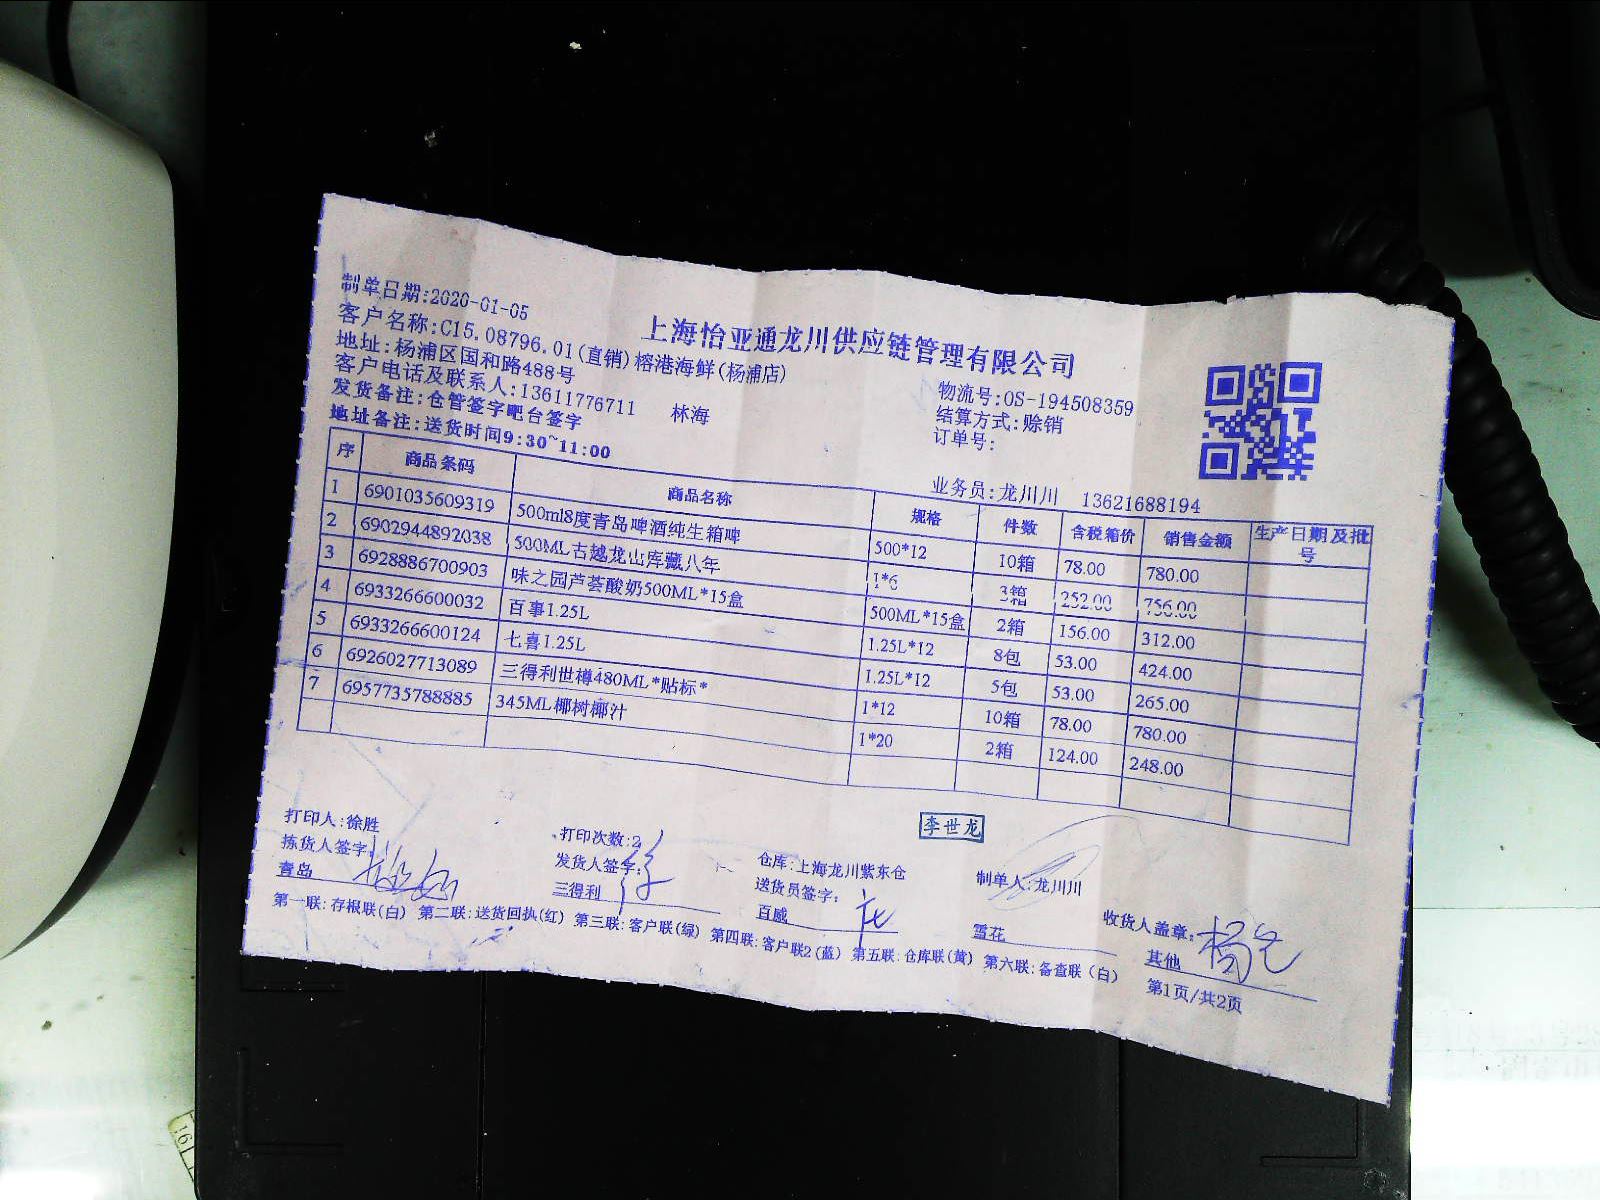 制单日期:2020-01-05
上海怡亚通龙川供应链管理有限公司
客户名称:C15.08796.01(直销)榕港海鲜(杨浦店)
地址:杨浦区国和路488号
物流号:OS-194508359
客户电话及联系人:13611776711 林海
结算方式:赊销
发货备注:仓管签字吧台签字
订单号:
地址备注:送货时间9:30~11:00
业务员:龙川川 13621688194
序 商品条码 商品名称 规格 件数 含税箱价 销售金额 生产日期及批号
1 6901035609319 500ml8度青岛啤酒纯生箱啤 500*12 10箱 78.00 780.00
2 6902944892038 500ML古越龙山库藏八年 1*6 3箱 252.00 756.00
3 6928886700903 味之园芦荟酸奶500ML*15盒 500ML*15盒 2箱 156.00 312.00
4 6933266600032 百事1.25L 1.25L*12 8包 53.00 424.00
5 6933266600124 七喜1.25L 1.25L*12 5包 53.00 265.00
6 6926027713089 三得利世樽480ML*贴标* 1*12 10箱 78.00 780.00
7 6957735788885 345ML椰树椰汁 1*20 2箱 124.00 248.00
李世龙
打印人:徐胜 打印次数:2 仓库:上海龙川紫东仓 制单人:龙川川
拣货人签字: 发货人签字: 送货员签字: 收货人盖章:
青岛 三得利 百威 雪花 其他
第一联:存根联(白) 第二联:送货回执(红) 第三联:客户联(绿) 第四联:客户联2(蓝) 第五联:仓库联(黄) 第六联:备查联(白)
第1页/共2页
16